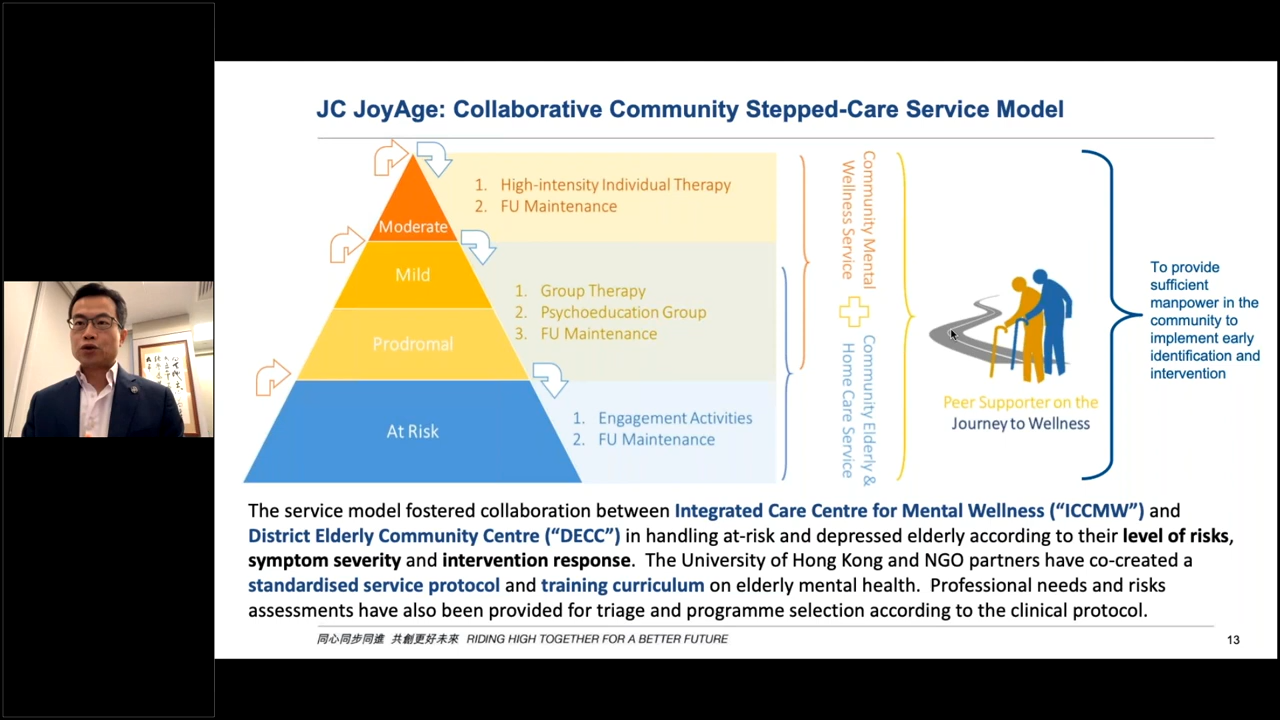 JC JoyAge: Collaborative Community Stepped-Care Service Model
Moderate
Mild
Prodromal
At Risk
1. High-intensity Individual Therapy
2. FU Maintenance
1. Group Therapy
2. Psychoeducation Group
3. FU Maintenance
1. Engagement Activities
2. FU Maintenance
Community Mental
Wellness Service
Community Elderly &
Home Care Service
Peer Supporter on the
Journey to Wellness
To provide
sufficient
manpower in the
community to
implement early
identification and
intervention
The service model fostered collaboration between Integrated Care Centre for Mental Wellness (“ICCMW”) and
District Elderly Community Centre (“DECC”) in handling at-risk and depressed elderly according to their level of risks,
symptom severity and intervention response. The University of Hong Kong and NGO partners have co-created a
standardised service protocol and training curriculum on elderly mental health. Professional needs and risks
assessments have also been provided for triage and programme selection according to the clinical protocol.
同心同步同進 共創更好未來 RIDING HIGH TOGETHER FOR A BETTER FUTURE
13